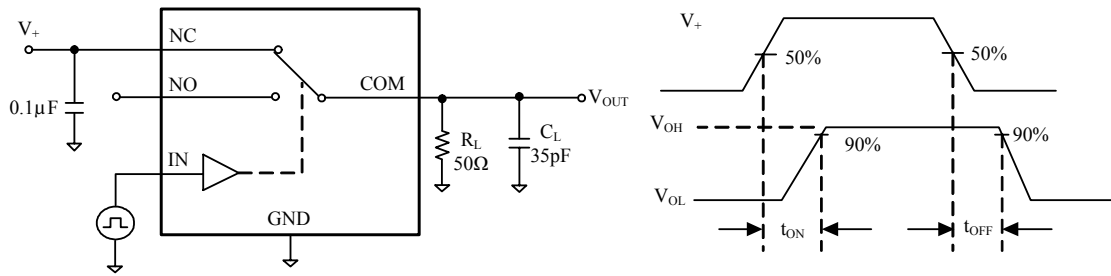 V+
NC
NO
COM
0.1µF
VOUT
RL
50Ω
CL
35pF
IN
GND
V+
50%
50%
VOH
90%
90%
VOL
tON
tOFF